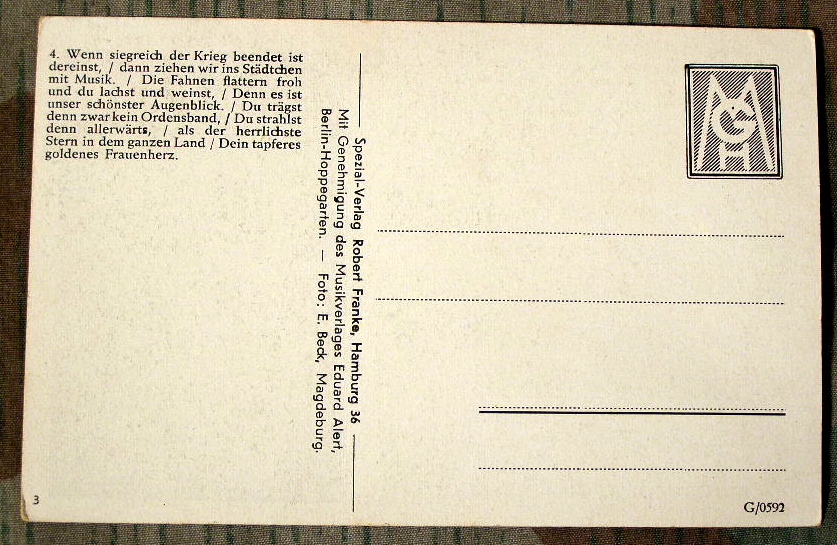 4. Wenn siegreich der Krieg beendet ist
dereinst, / dann ziehen wir ins Städtchen
mit Musik. / Die Fahnen flattern froh
und du lachst und weinst, / Denn es ist
unser schönster Augenblick. / Du trägst
denn zwar kein Ordensband, / Du strahlst
denn allerwärts, / als der herrlichste
Stern in dem ganzen Land / Dein tapferes
goldenes Frauenherz.
Spezial-Verlag Robert Franke, Hamburg 36
Mit Genehmigung des Musikverlages Eduard Alert,
Berlin-Hoppegarten. — Foto: E. Beck, Magdeburg.
3
G/0592